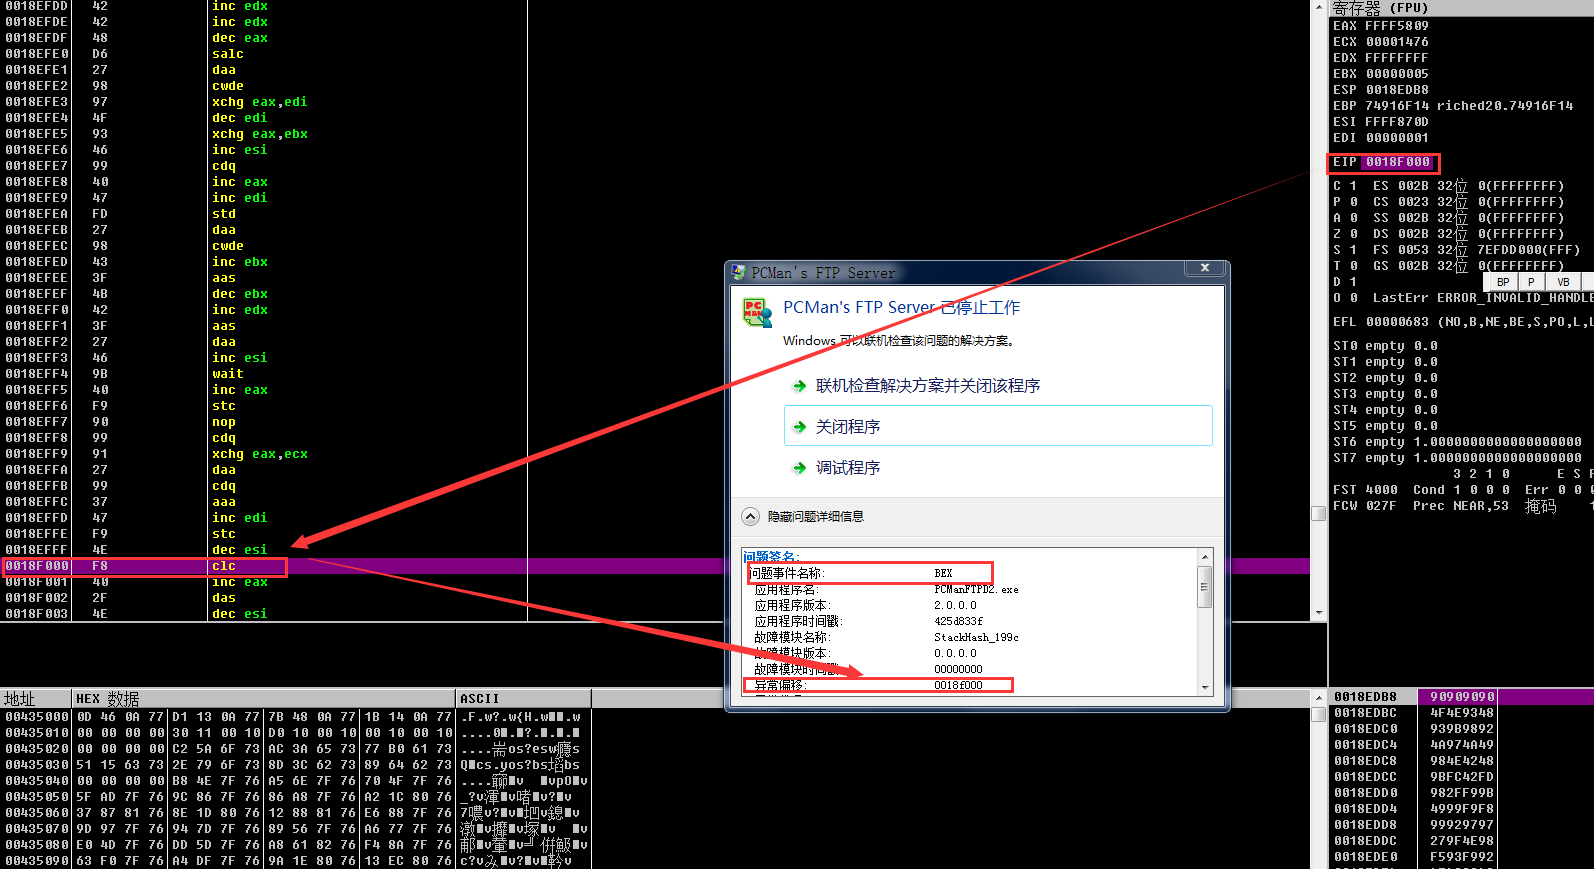 0018EFDD 42 inc edx
0018EFDE 42 inc edx
0018EFDF 48 dec eax
0018EFE0 D6 salc
0018EFE1 27 daa
0018EFE2 98 cwde
0018EFE3 97 xchg eax,edi
0018EFE4 4F dec edi
0018EFE5 93 xchg eax,ebx
0018EFE6 46 inc esi
0018EFE7 99 cdq
0018EFE8 40 inc eax
0018EFE9 47 inc edi
0018EFEA FD std
0018EFEB 27 daa
0018EFEC 98 cwde
0018EFED 43 inc ebx
0018EFEE 3F aas
0018EFEF 4B dec ebx
0018EFF0 42 inc edx
0018EFF1 3F aas
0018EFF2 27 daa
0018EFF3 46 inc esi
0018EFF4 9B wait
0018EFF5 40 inc eax
0018EFF6 F9 stc
0018EFF7 90 nop
0018EFF8 99 cdq
0018EFF9 91 xchg eax,ecx
0018EFFA 27 daa
0018EFFB 99 cdq
0018EFFC 37 aaa
0018EFFD 47 inc edi
0018EFFE F9 stc
0018EFFF 4E dec esi
0018F000 F8 clc
0018F001 40 inc eax
0018F002 2F das
0018F003 4E dec esi
寄存器 (FPU)
EAX FFFF5809
ECX 00001476
EDX FFFFFFFF
EBX 00000005
ESP 0018EDB8
EBP 74916F14 riched20.74916F14
ESI FFFF870D
EDI 00000001
EIP 0018F000
C 1 ES 002B 32位 0(FFFFFFFF)
P 0 CS 0023 32位 0(FFFFFFFF)
A 0 SS 002B 32位 0(FFFFFFFF)
Z 0 DS 002B 32位 0(FFFFFFFF)
S 1 FS 0053 32位 7EFDD000(FFF)
T 0 GS 002B 32位 0(FFFFFFFF)
D 1
BP P VB
O 0 LastErr ERROR_INVALID_HANDLE
EFL 00000683 (NO,B,NE,BE,S,PO,L,L
ST0 empty 0.0
ST1 empty 0.0
ST2 empty 0.0
ST3 empty 0.0
ST4 empty 0.0
ST5 empty 0.0
ST6 empty 1.0000000000000000000
ST7 empty 1.0000000000000000000
3 2 1 0 E S P
FST 4000 Cond 1 0 0 0 Err 0 0 0
FCW 027F Prec NEAR,53 掩码 1
PCMan's FTP Server
PCMan's FTP Server 已停止工作
Windows 可以联机检查该问题的解决方案。
联机检查解决方案并关闭该程序
关闭程序
调试程序
隐藏问题详细信息
问题签名:
问题事件名称: BEX
应用程序名: PCManFTPD2.exe
应用程序版本: 2.0.0.0
应用程序时间戳: 425d833f
故障模块名称: StackHash_199c
故障模块版本: 0.0.0.0
故障模块时间戳: 00000000
异常偏移: 0018f000
地址 HEX 数据 ASCII
00435000 0D 46 0A 77 D1 13 0A 77 7B 48 0A 77 1B 14 0A 77
00435010 00 00 00 00 30 11 00 10 D0 10 00 10 00 10 00 10
00435020 00 00 00 00 C2 5A 6F 73 AC 3A 65 73 77 B0 61 73
00435030 51 15 63 73 2E 79 6F 73 8D 3C 62 73 89 64 62 73
00435040 00 00 00 00 B8 4E 7F 76 A5 6E 7F 76 70 4F 7F 76
00435050 5F AD 7F 76 9C 86 7F 76 86 A8 7F 76 A2 1C 80 76
00435060 37 87 81 76 8E 1D 80 76 12 88 81 76 E6 88 7F 76
00435070 9D 97 7F 76 94 7D 7F 76 89 56 7F 76 A6 77 7F 76
00435080 E0 4D 7F 76 DD 5D 7F 76 A8 61 82 76 F4 8A 7F 76
00435090 63 F0 7F 76 A4 DF 7F 76 9A 1E 80 76 13 EC 80 76
0018EDB8 90909090
0018EDBC 4F4E9348
0018EDC0 939B9892
0018EDC4 4A974A49
0018EDC8 984E4248
0018EDCC 9BFC42FD
0018EDD0 982FF99B
0018EDD4 4999F9F8
0018EDD8 99929797
0018EDDC 279F4E98
0018EDE0 F593F992